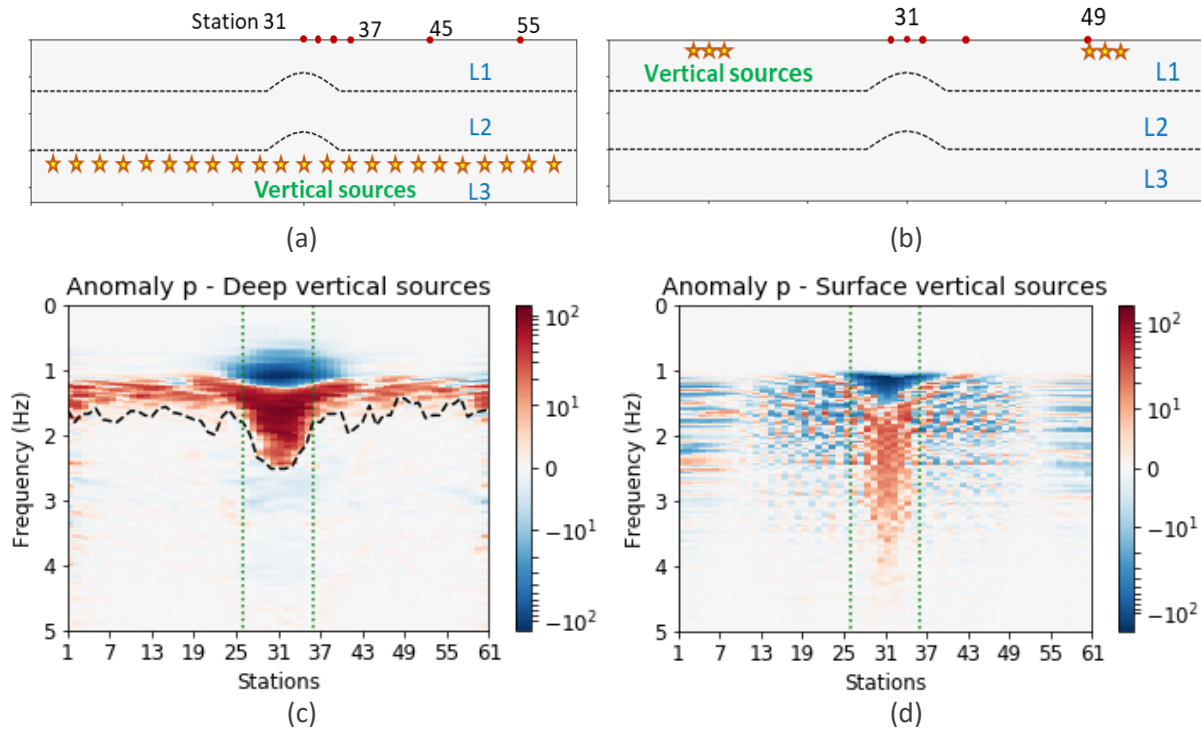 Station 31
37
45
55
L1
L2
Vertical sources
L3
(a)
31
49
Vertical sources
L1
L2
L3
(b)
Anomaly p - Deep vertical sources
0
1
2
3
4
5
Frequency (Hz)
1 7 13 19 25 31 37 43 49 55 61
Stations
10²
10¹
0
−10¹
−10²
(c)
Anomaly p - Surface vertical sources
0
1
2
3
4
5
Frequency (Hz)
1 7 13 19 25 31 37 43 49 55 61
Stations
10²
10¹
0
−10¹
−10²
(d)